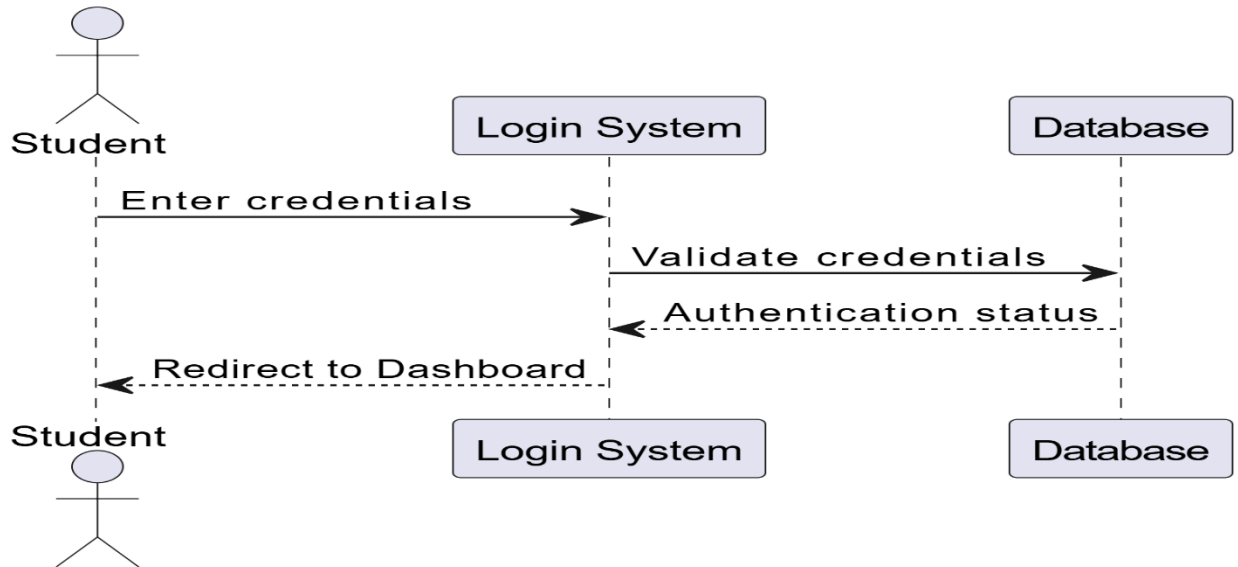 Student
Login System
Database
Enter credentials
Validate credentials
Authentication status
Redirect to Dashboard
Student
Login System
Database